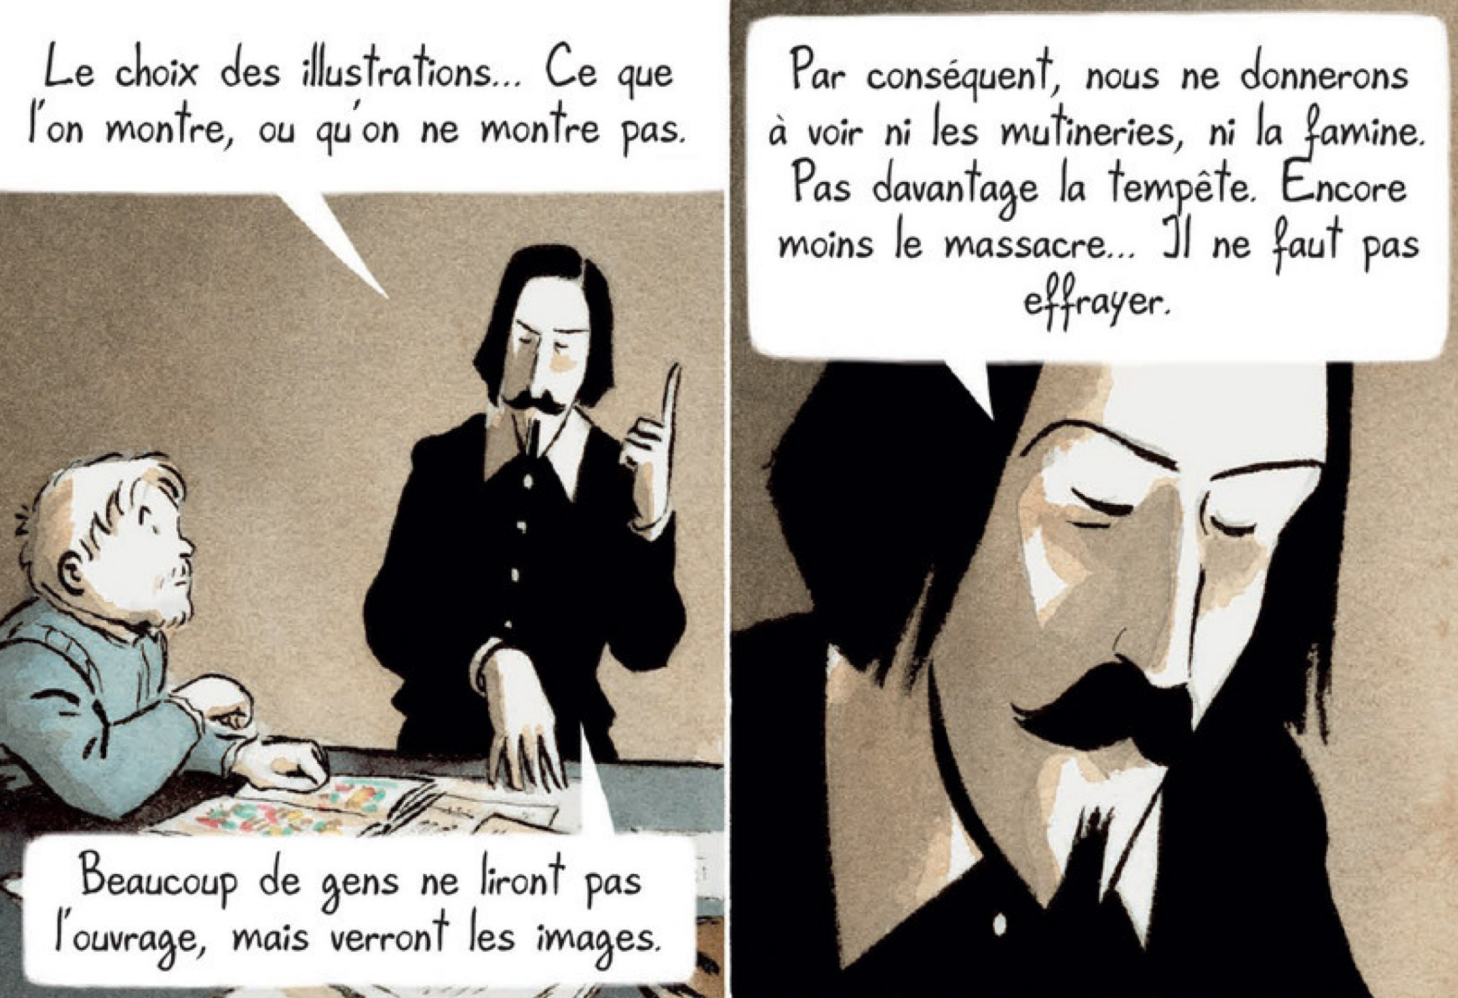 Le choix des illustrations... Ce que
l'on montre, ou qu'on ne montre pas.
Beaucoup de gens ne liront pas
l'ouvrage, mais verront les images.
Par conséquent, nous ne donnerons
à voir ni les mutineries, ni la famine.
Pas davantage la tempête. Encore
moins le massacre... Il ne faut pas
effrayer.